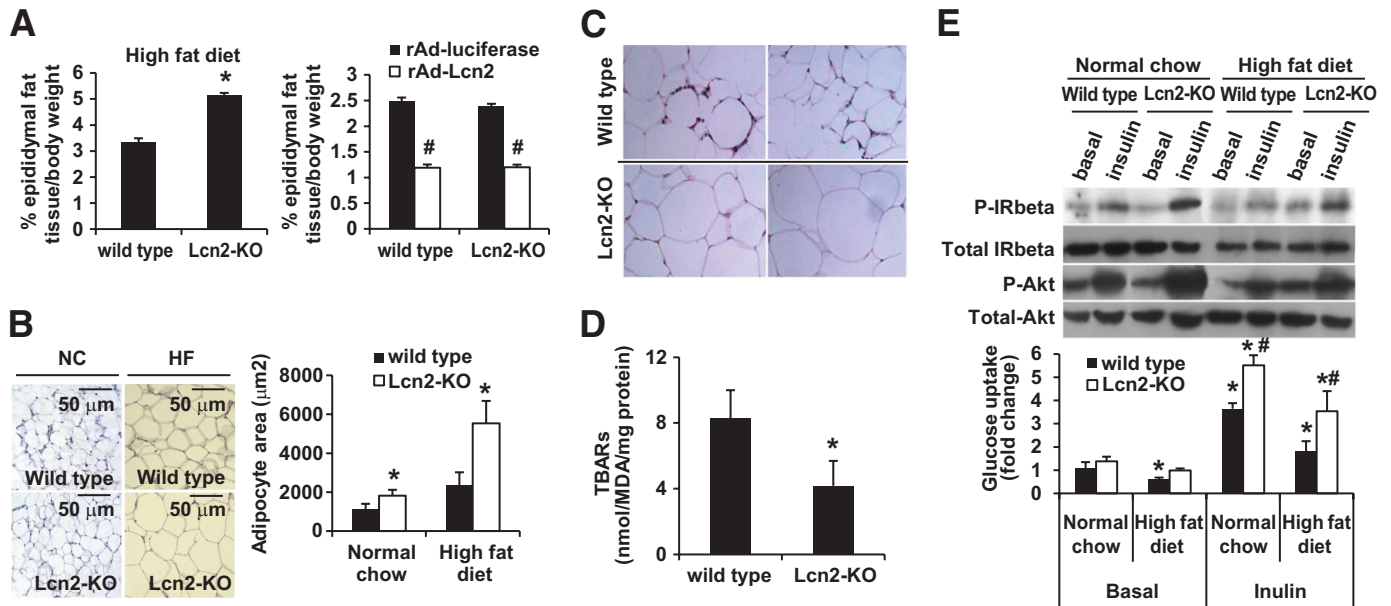 A
High fat diet
% epididymal fat
tissue/body weight
6
5
4
3
2
1
0
*
wild type Lcn2-KO
rAd-luciferase
rAd-Lcn2
% epididymal fat
tissue/body weight
3
2.5
2
1.5
1
0.5
0
# #
wild type Lcn2-KO
B
NC HF
50 μm 50 μm
Wild type Wild type
50 μm 50 μm
Lcn2-KO Lcn2-KO
wild type
Lcn2-KO
Adipocyte area (μm2)
8000
6000
4000
2000
0
* *
Normal
chow
High fat
diet
C
Wild type
Lcn2-KO
D
TBARs
(nmol/MDA/mg protein)
12
8
4
0
*
wild type Lcn2-KO
E
Normal chow High fat diet
Wild type Lcn2-KO Wild type Lcn2-KO
basal insulin basal insulin basal insulin basal insulin
P-IRbeta
Total IRbeta
P-Akt
Total-Akt
wild type
Lcn2-KO
Glucose uptake
(fold change)
6
5
4
3
2
1
0
* * *# * *#
Normal
chow
High fat
diet
Normal
chow
High fat
diet
Basal Inulin